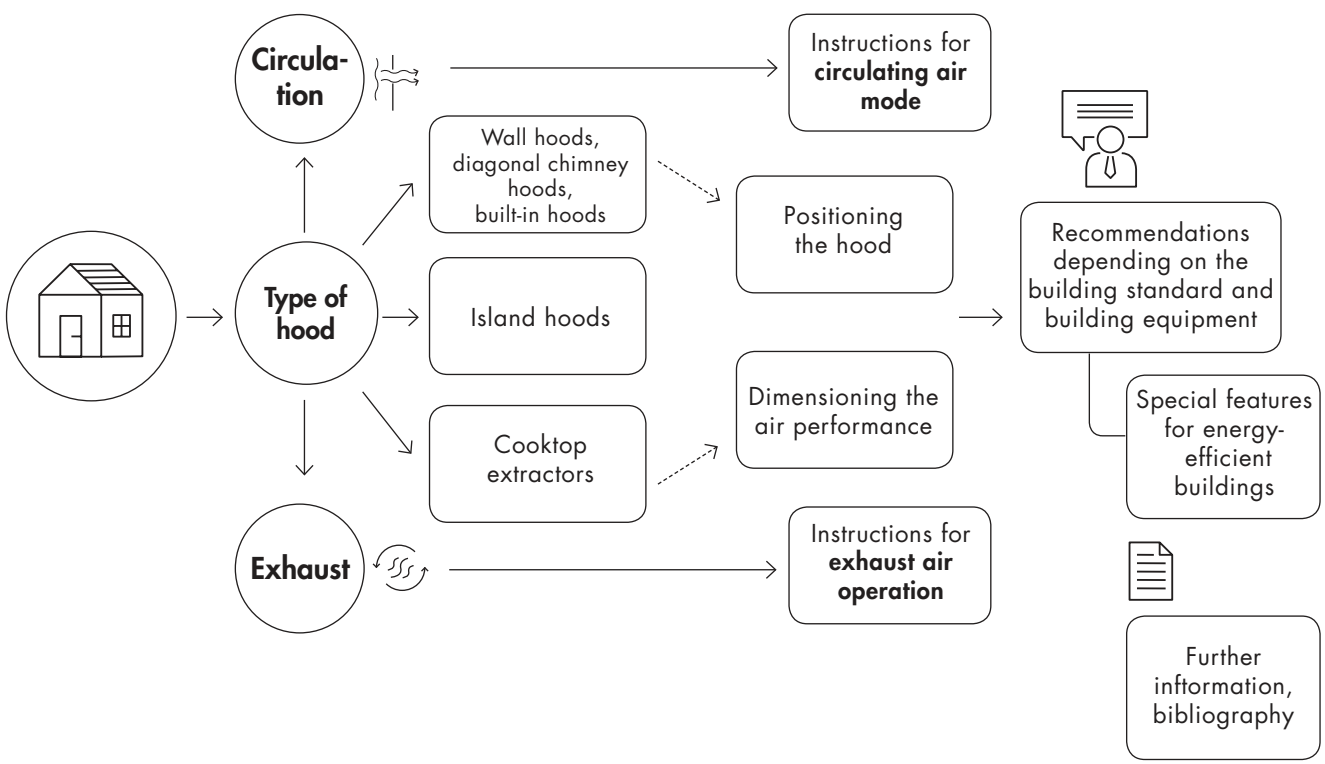 Circula-
tion
Instructions for
circulating air
mode
Wall hoods,
diagonal chimney
hoods,
built-in hoods
Positioning
the hood
Recommendations
depending on the
building standard and
building equipment
Type of
hood
Island hoods
Dimensioning the
air performance
Special features
for energy-
efficient
buildings
Cooktop
extractors
Exhaust
Instructions for
exhaust air
operation
Further
inftormation,
bibliography